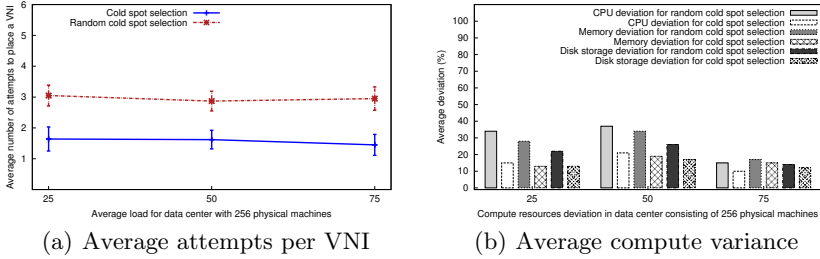 Average number of attempts to place a VNI
6
5
4
3
2
1
25
50
75
Cold spot selection
Random cold spot selection
Average load for data center with 256 physical machines
(a) Average attempts per VNI
Average deviation (%)
100
90
80
70
60
50
40
30
20
10
0
25
50
75
CPU deviation for random cold spot selection
CPU deviation for cold spot selection
Memory deviation for random cold spot selection
Memory deviation for cold spot selection
Disk storage deviation for random cold spot selection
Disk storage deviation for cold spot selection
Compute resources deviation in data center consisting of 256 physical machines
(b) Average compute variance